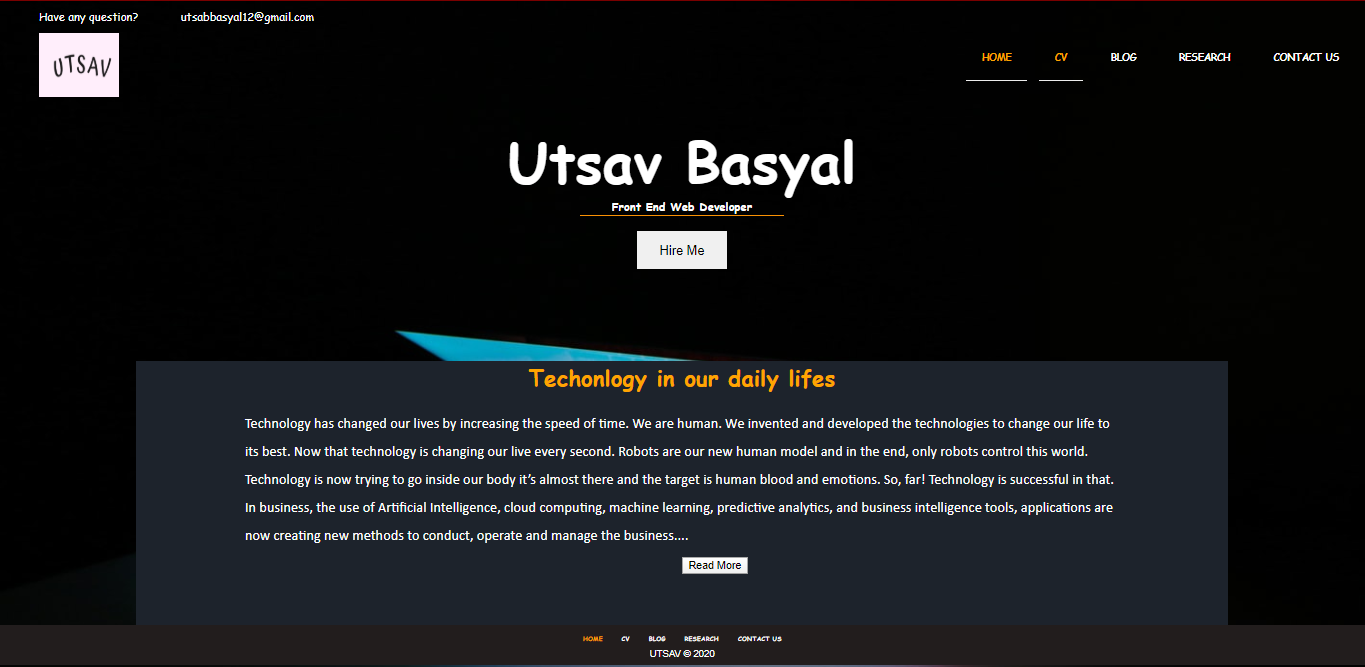 Have any question? utsabbasyal12@gmail.com
UTSAV
HOME CV BLOG RESEARCH CONTACT US
Utsav Basyal
Front End Web Developer
Hire Me
Techonlogy in our daily lifes
Technology has changed our lives by increasing the speed of time. We are human. We invented and developed the technologies to change our life to
its best. Now that technology is changing our live every second. Robots are our new human model and in the end, only robots control this world.
Technology is now trying to go inside our body it’s almost there and the target is human blood and emotions. So, far! Technology is successful in that.
In business, the use of Artificial Intelligence, cloud computing, machine learning, predictive analytics, and business intelligence tools, applications are
now creating new methods to conduct, operate and manage the business....
Read More
HOME CV BLOG RESEARCH CONTACT US
UTSAV © 2020